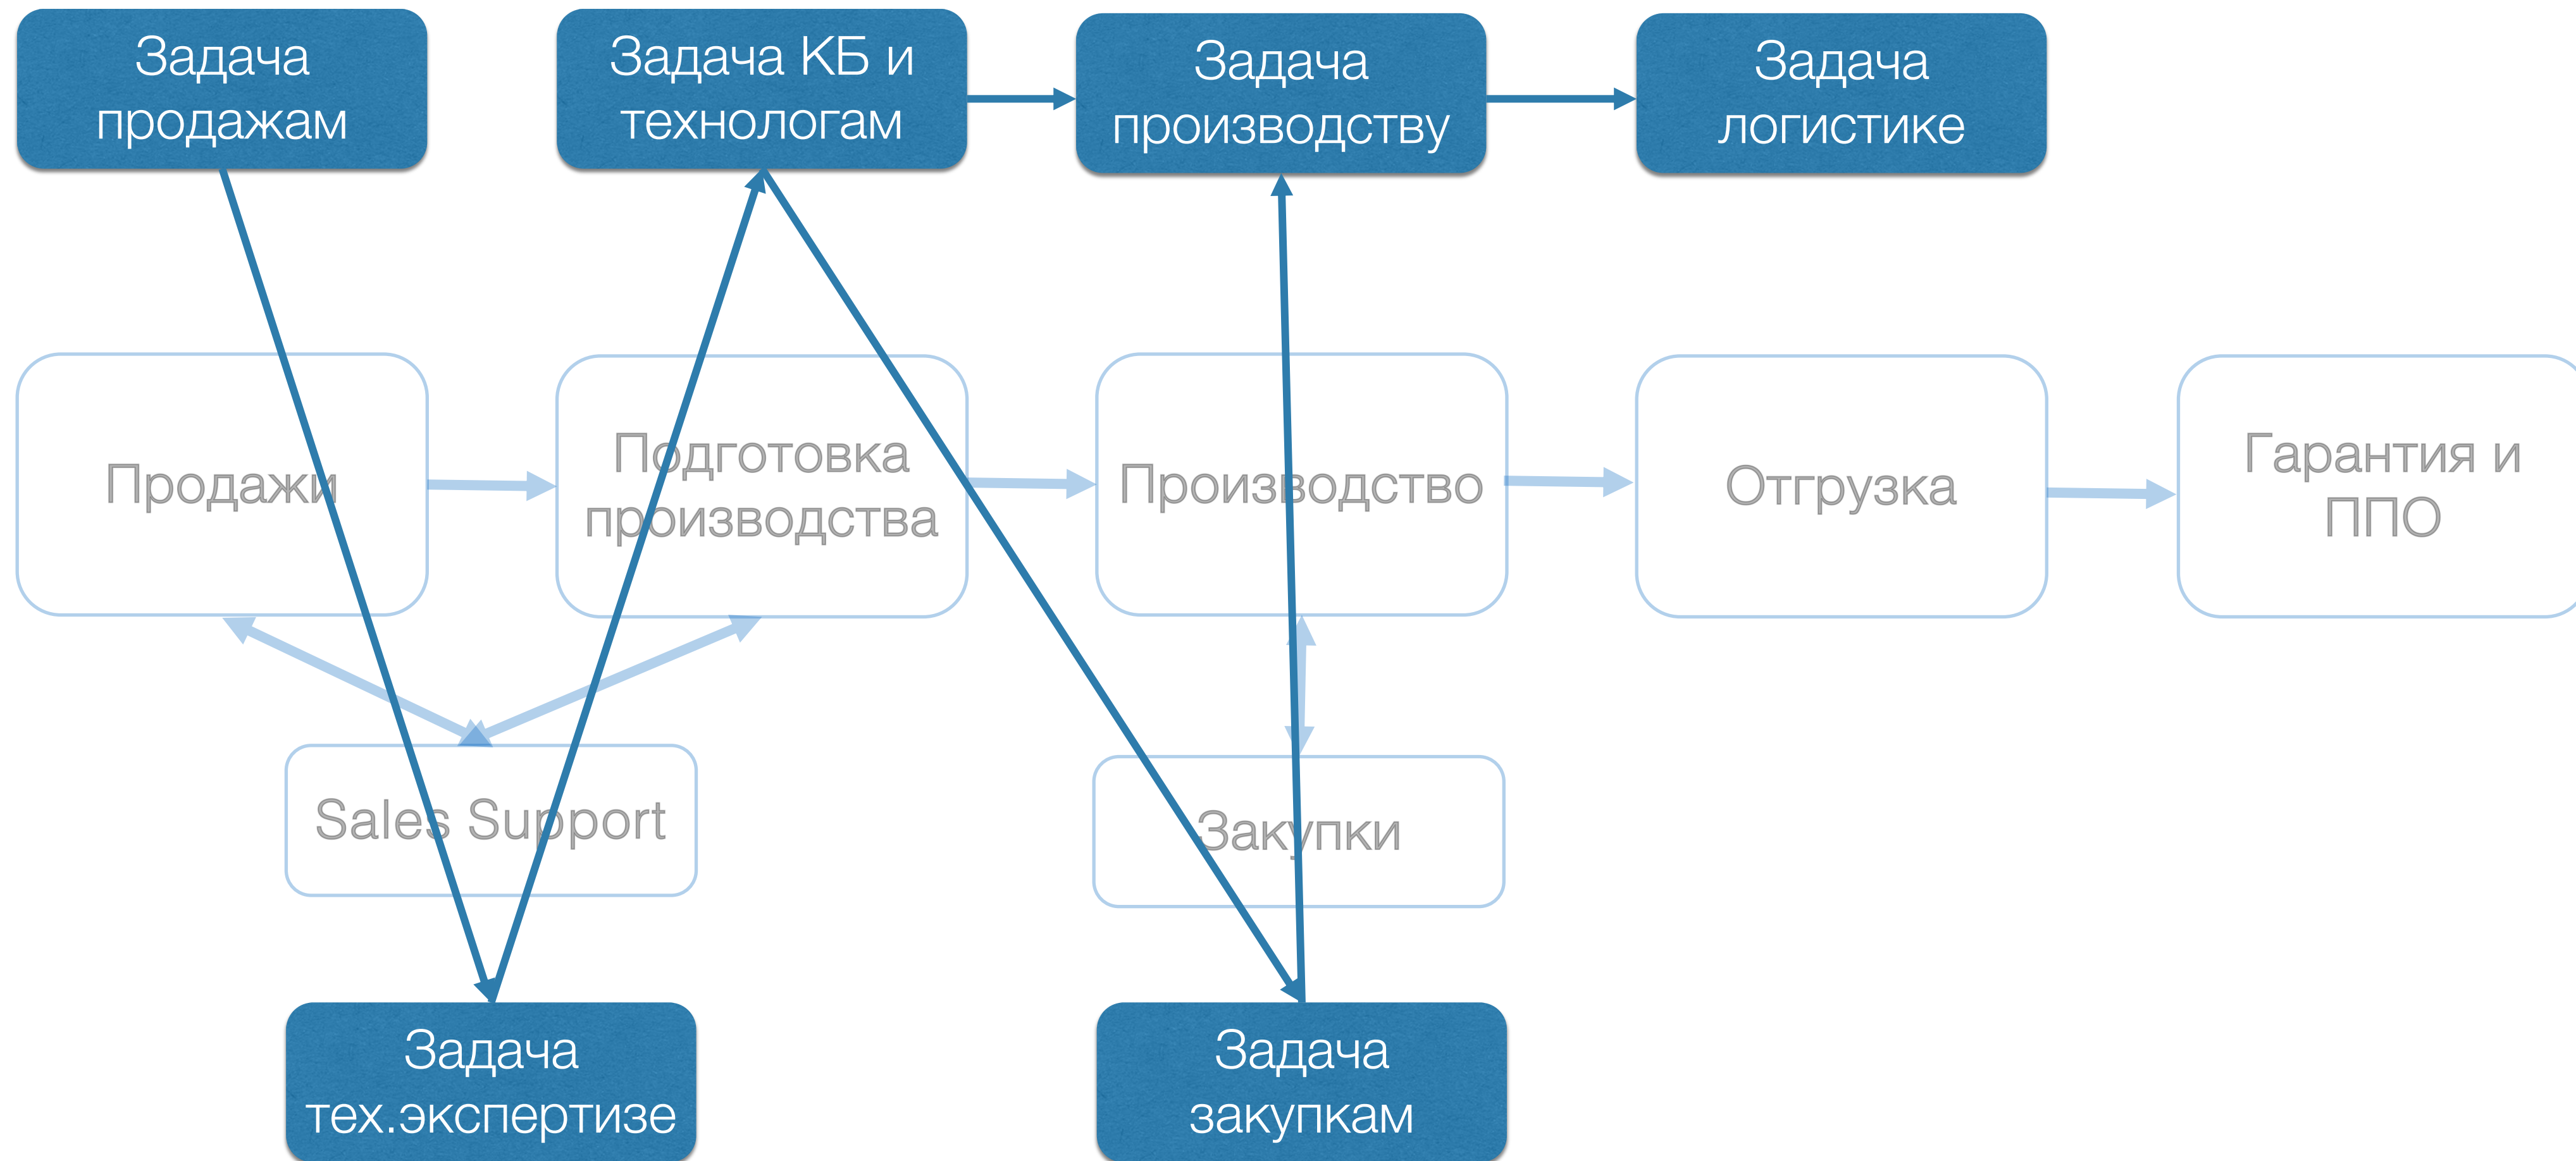 Задача
продажам
Задача КБ и
технологам
Задача
производству
Задача
логистике
Продажи
Подготовка
производства
Производство
Отгрузка
Гарантия и
ППО
Sales Support
Закупки
Задача
тех.экспертизе
Задача
закупкам